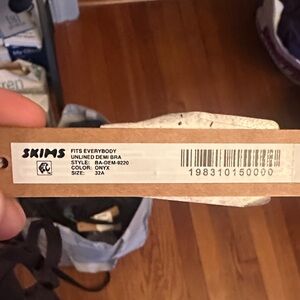 SKIMS
FITS EVERYBODY
UNLINED DEMI BRA
STYLE: BA-DEM-9220
COLOR: ONYX
SIZE: 32A
198310150000